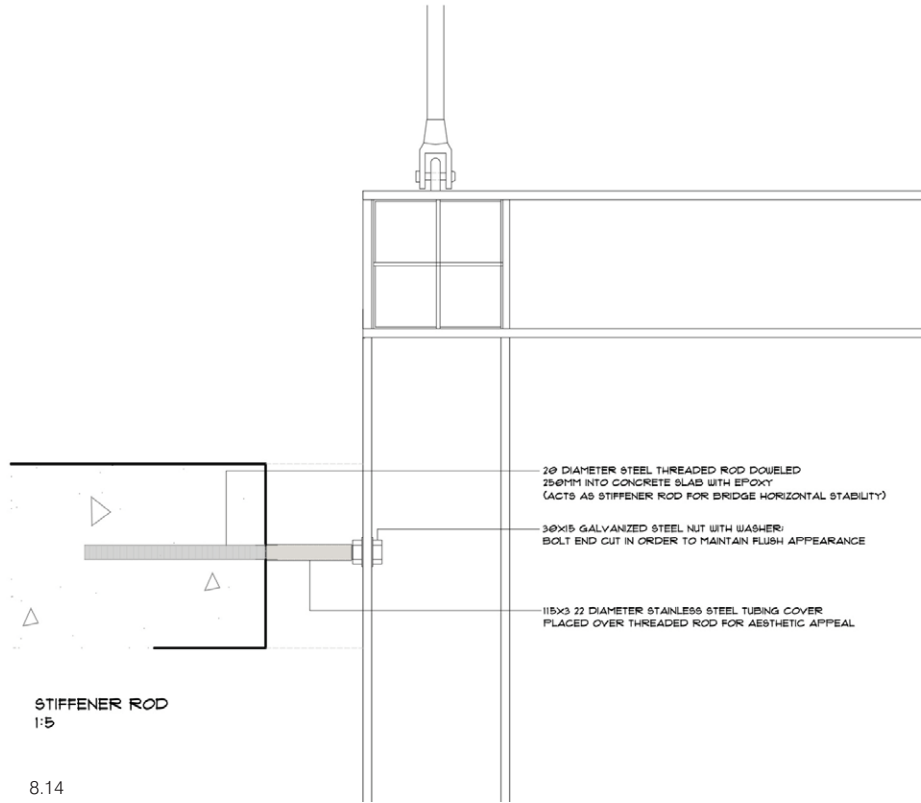 20 DIAMETER STEEL THREADED ROD DOWELED
250MM INTO CONCRETE SLAB WITH EPOXY
(ACTS AS STIFFENER ROD FOR BRIDGE HORIZONTAL STABILITY)
30X15 GALVANIZED STEEL NUT WITH WASHER;
BOLT END CUT IN ORDER TO MAINTAIN FLUSH APPEARANCE
115X3 22 DIAMETER STAINLESS STEEL TUBING COVER
PLACED OVER THREADED ROD FOR AESTHETIC APPEAL
STIFFENER ROD
1:5
8.14